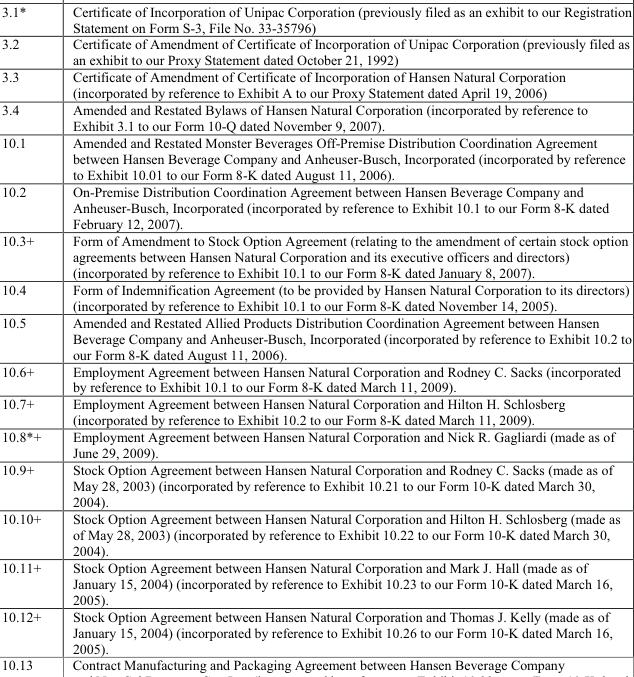 3.1* Certificate of Incorporation of Unipac Corporation (previously filed as an exhibit to our Registration
Statement on Form S-3, File No. 33-35796)
3.2 Certificate of Amendment of Certificate of Incorporation of Unipac Corporation (previously filed as
an exhibit to our Proxy Statement dated October 21, 1992)
3.3 Certificate of Amendment of Certificate of Incorporation of Hansen Natural Corporation
(incorporated by reference to Exhibit A to our Proxy Statement dated April 19, 2006)
3.4 Amended and Restated Bylaws of Hansen Natural Corporation (incorporated by reference to
Exhibit 3.1 to our Form 10-Q dated November 9, 2007).
10.1 Amended and Restated Monster Beverages Off-Premise Distribution Coordination Agreement
between Hansen Beverage Company and Anheuser-Busch, Incorporated (incorporated by reference
to Exhibit 10.01 to our Form 8-K dated August 11, 2006).
10.2 On-Premise Distribution Coordination Agreement between Hansen Beverage Company and
Anheuser-Busch, Incorporated (incorporated by reference to Exhibit 10.1 to our Form 8-K dated
February 12, 2007).
10.3+ Form of Amendment to Stock Option Agreement (relating to the amendment of certain stock option
agreements between Hansen Natural Corporation and its executive officers and directors)
(incorporated by reference to Exhibit 10.1 to our Form 8-K dated January 8, 2007).
10.4 Form of Indemnification Agreement (to be provided by Hansen Natural Corporation to its directors)
(incorporated by reference to Exhibit 10.1 to our Form 8-K dated November 14, 2005).
10.5 Amended and Restated Allied Products Distribution Coordination Agreement between Hansen
Beverage Company and Anheuser-Busch, Incorporated (incorporated by reference to Exhibit 10.2 to
our Form 8-K dated August 11, 2006).
10.6+ Employment Agreement between Hansen Natural Corporation and Rodney C. Sacks (incorporated
by reference to Exhibit 10.1 to our Form 8-K dated March 11, 2009).
10.7+ Employment Agreement between Hansen Natural Corporation and Hilton H. Schlosberg
(incorporated by reference to Exhibit 10.2 to our Form 8-K dated March 11, 2009).
10.8*+ Employment Agreement between Hansen Natural Corporation and Nick R. Gagliardi (made as of
June 29, 2009).
10.9+ Stock Option Agreement between Hansen Natural Corporation and Rodney C. Sacks (made as of
May 28, 2003) (incorporated by reference to Exhibit 10.21 to our Form 10-K dated March 30,
2004).
10.10+ Stock Option Agreement between Hansen Natural Corporation and Hilton H. Schlosberg (made as
of May 28, 2003) (incorporated by reference to Exhibit 10.22 to our Form 10-K dated March 30,
2004).
10.11+ Stock Option Agreement between Hansen Natural Corporation and Mark J. Hall (made as of
January 15, 2004) (incorporated by reference to Exhibit 10.23 to our Form 10-K dated March 16,
2005).
10.12+ Stock Option Agreement between Hansen Natural Corporation and Thomas J. Kelly (made as of
January 15, 2004) (incorporated by reference to Exhibit 10.26 to our Form 10-K dated March 16,
2005).
10.13 Contract Manufacturing and Packaging Agreement between Hansen Beverage Company